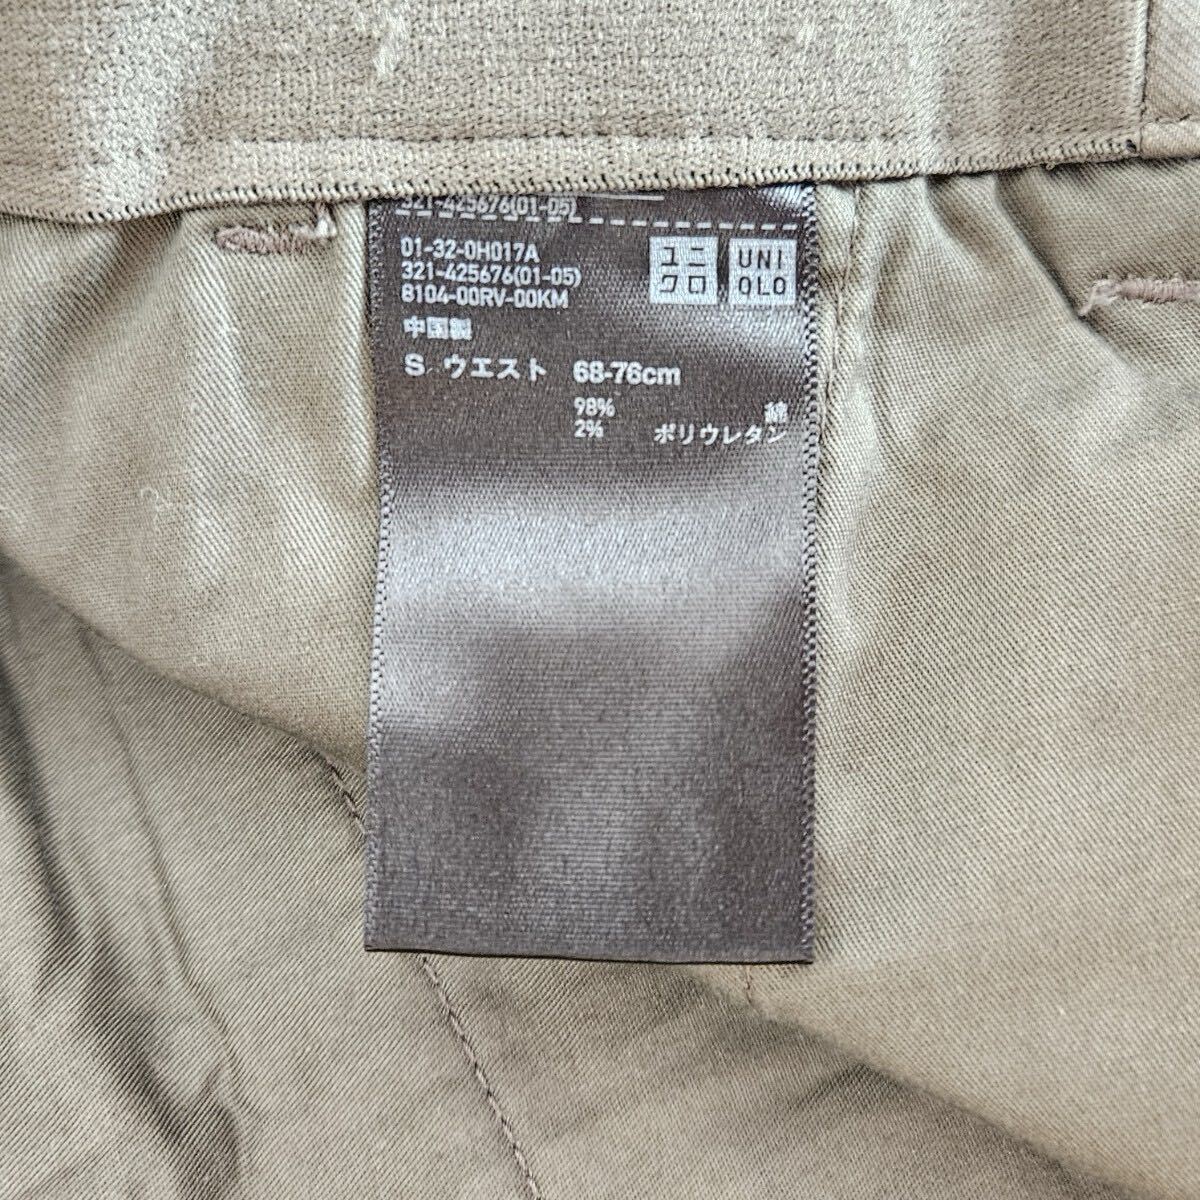 321-425676(01-05)
01-32-0H017A
321-425676(01-05)
8104-00RV-00KM
ユニクロ
UNIQLO
中国製
S ウエスト 68-76cm
98% 綿
2% ポリウレタン